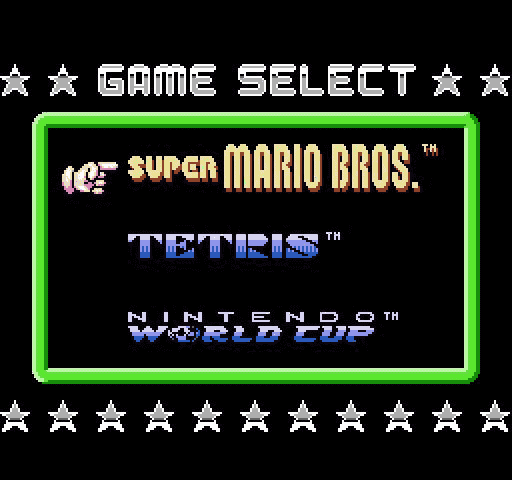 GAME SELECT
SUPER MARIO BROS.™
TETRIS™
NINTENDO™
WORLD CUP